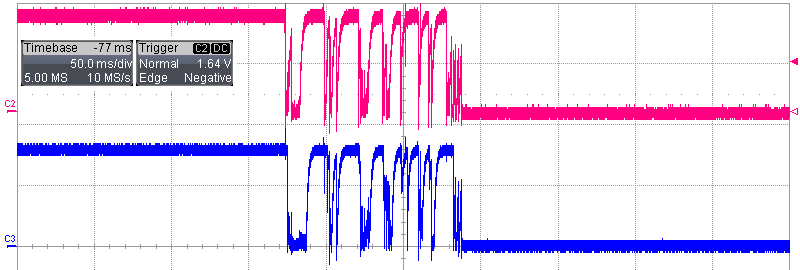 Timebase -77 ms
50.0 ms/div
5.00 MS 10 MS/s
Trigger C2 DC
Normal 1.64 V
Edge Negative
C2
C3